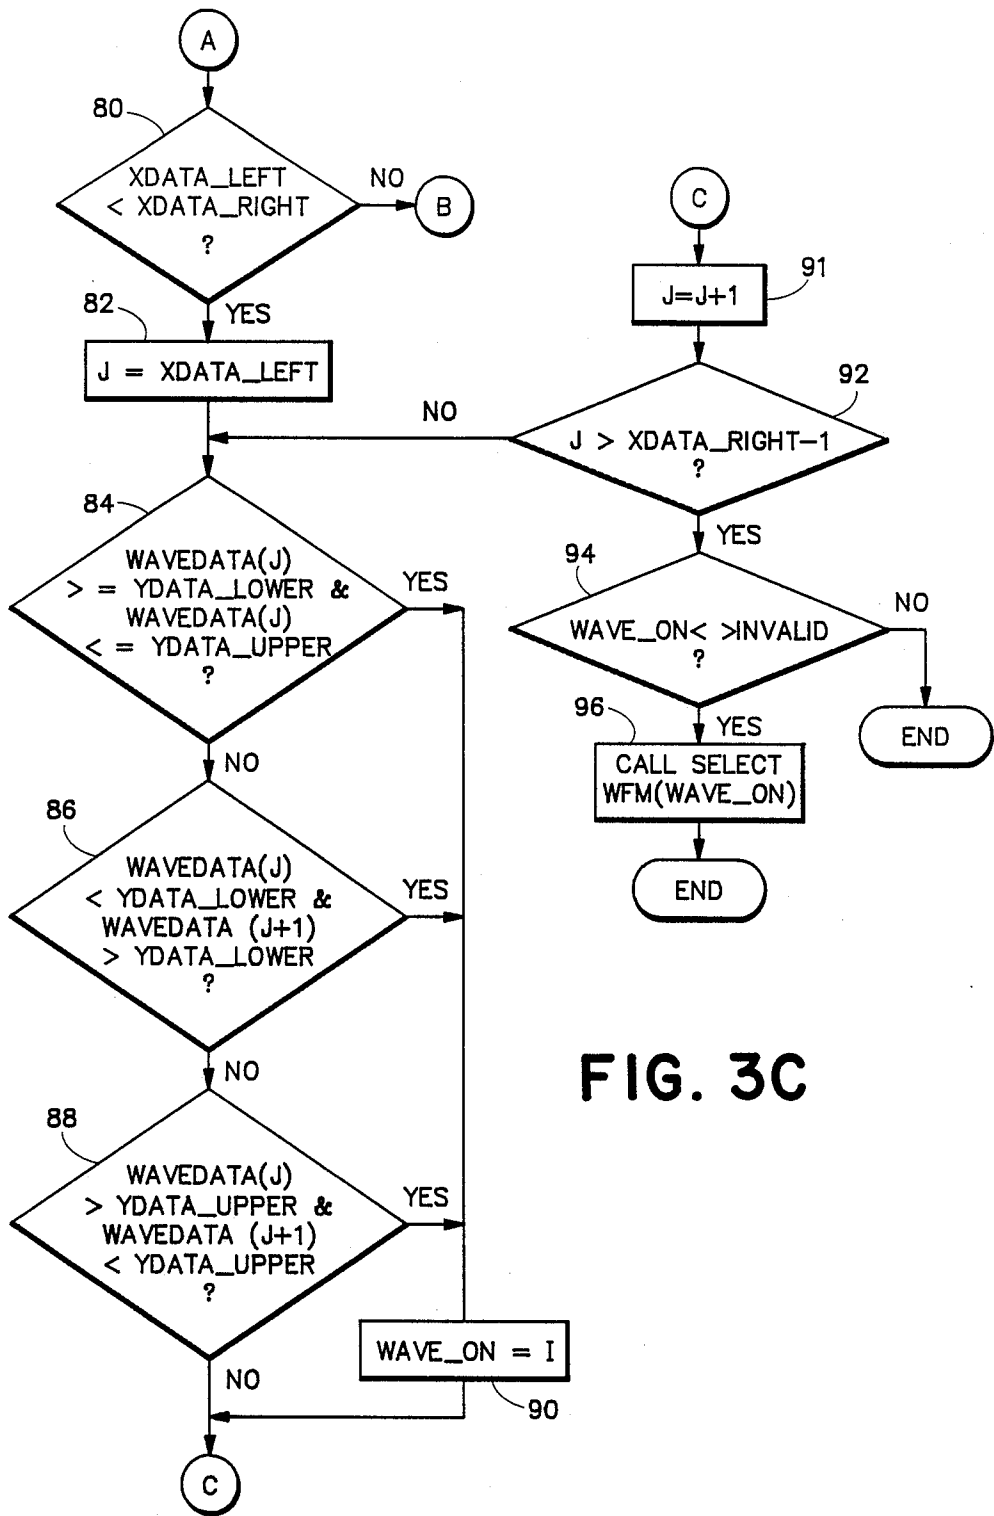 A
80
XDATA_LEFT
< XDATA_RIGHT
?
NO
B
YES
82
J = XDATA_LEFT
84
WAVEDATA(J)
> = YDATA_LOWER &
WAVEDATA(J)
< = YDATA_UPPER
?
YES
NO
86
WAVEDATA(J)
< YDATA_LOWER &
WAVEDATA (J+1)
> YDATA_LOWER
?
YES
NO
88
WAVEDATA(J)
> YDATA_UPPER &
WAVEDATA (J+1)
< YDATA_UPPER
?
YES
NO
WAVE_ON = I
90
C
C
91
J=J+1
92
NO
J > XDATA_RIGHT-1
?
YES
94
WAVE_ON< >INVALID
?
NO
END
YES
96
CALL SELECT
WFM(WAVE_ON)
END
FIG. 3C